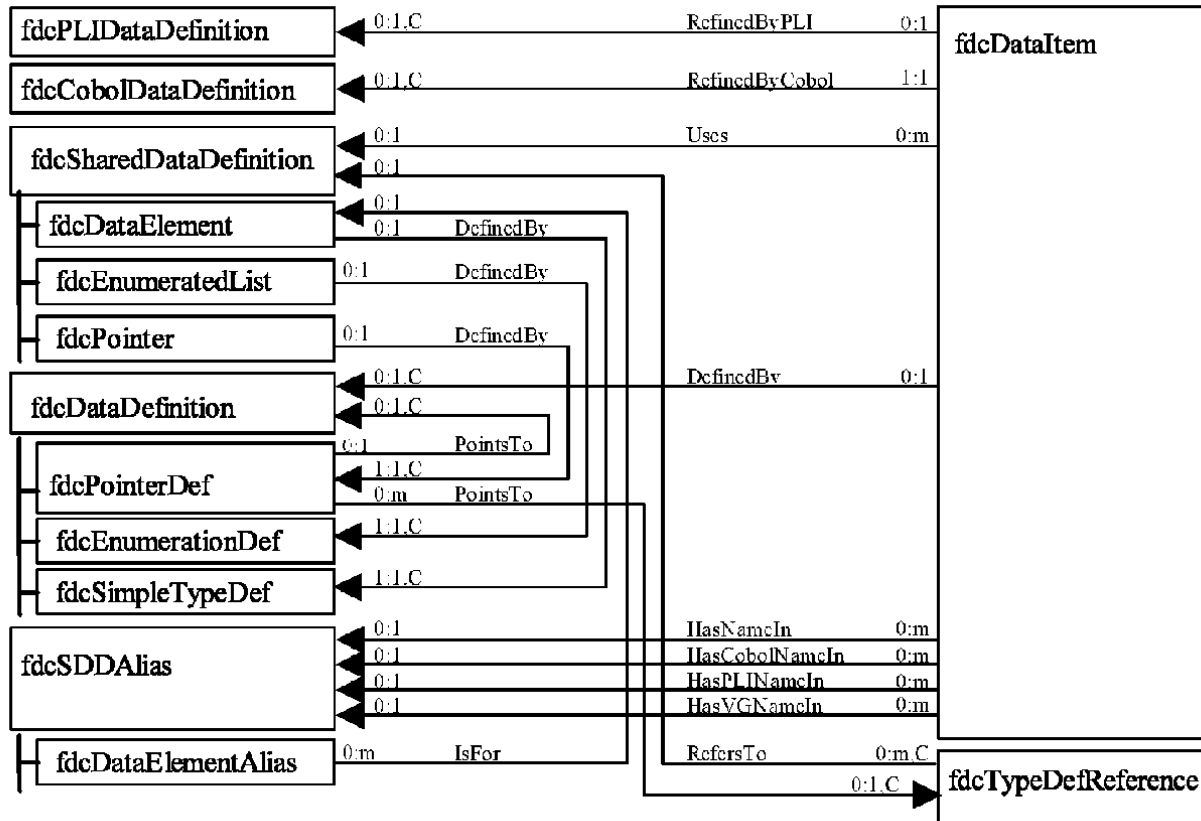 fdcPLIDataDefinition 0:1,C RefinedByPLI 0:1
fdcDataItem
fdcCobolDataDefinition 0:1,C RefinedByCobol 1:1
0:1 Uses 0:m
fdcSharedDataDefinition
0:1
0:1
fdcDataElement
0:1 DefinedBy
fdcEnumeratedList 0:1 DefinedBy
fdcPointer 0:1 DefinedBy
0:1,C DefinedBy 0:1
fdcDataDefinition
0:1,C
0:1 PointsTo
1:1,C
fdcPointerDef
0:m PointsTo
fdcEnumerationDef 1:1,C
fdcSimpleTypeDef 1:1,C
0:1 HasNameIn 0:m
fdcSDDAlias
0:1 HasCobolNameIn 0:m
0:1 HasPLINameIn 0:m
0:1 HasVGNameIn 0:m
fdcDataElementAlias 0:m IsFor RefersTo 0:m,C
0:1,C fdcTypeDefReference